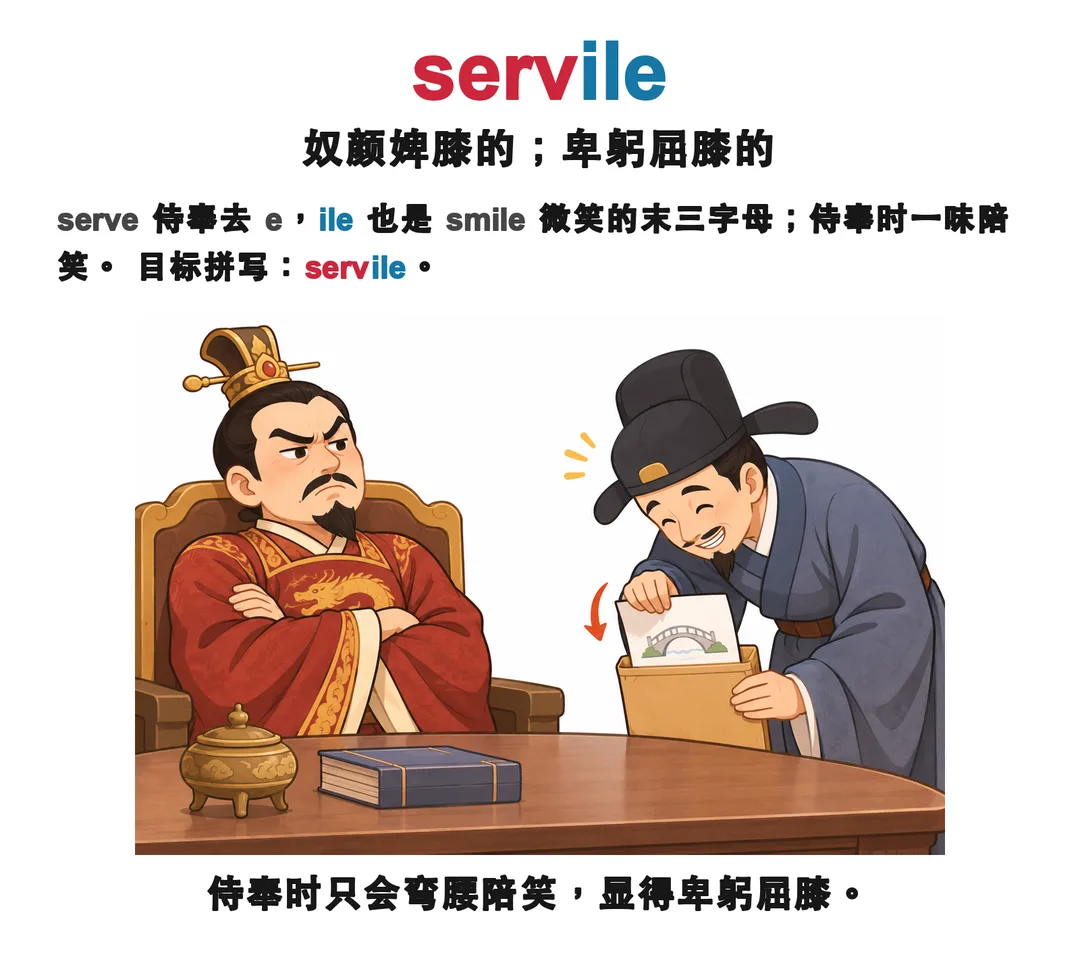 servile
奴颜婢膝的；卑躬屈膝的
serve 侍奉去 e，ile 也是 smile 微笑的末三字母；侍奉时一味陪
笑。 目标拼写：servile。
侍奉时只会弯腰陪笑，显得卑躬屈膝。